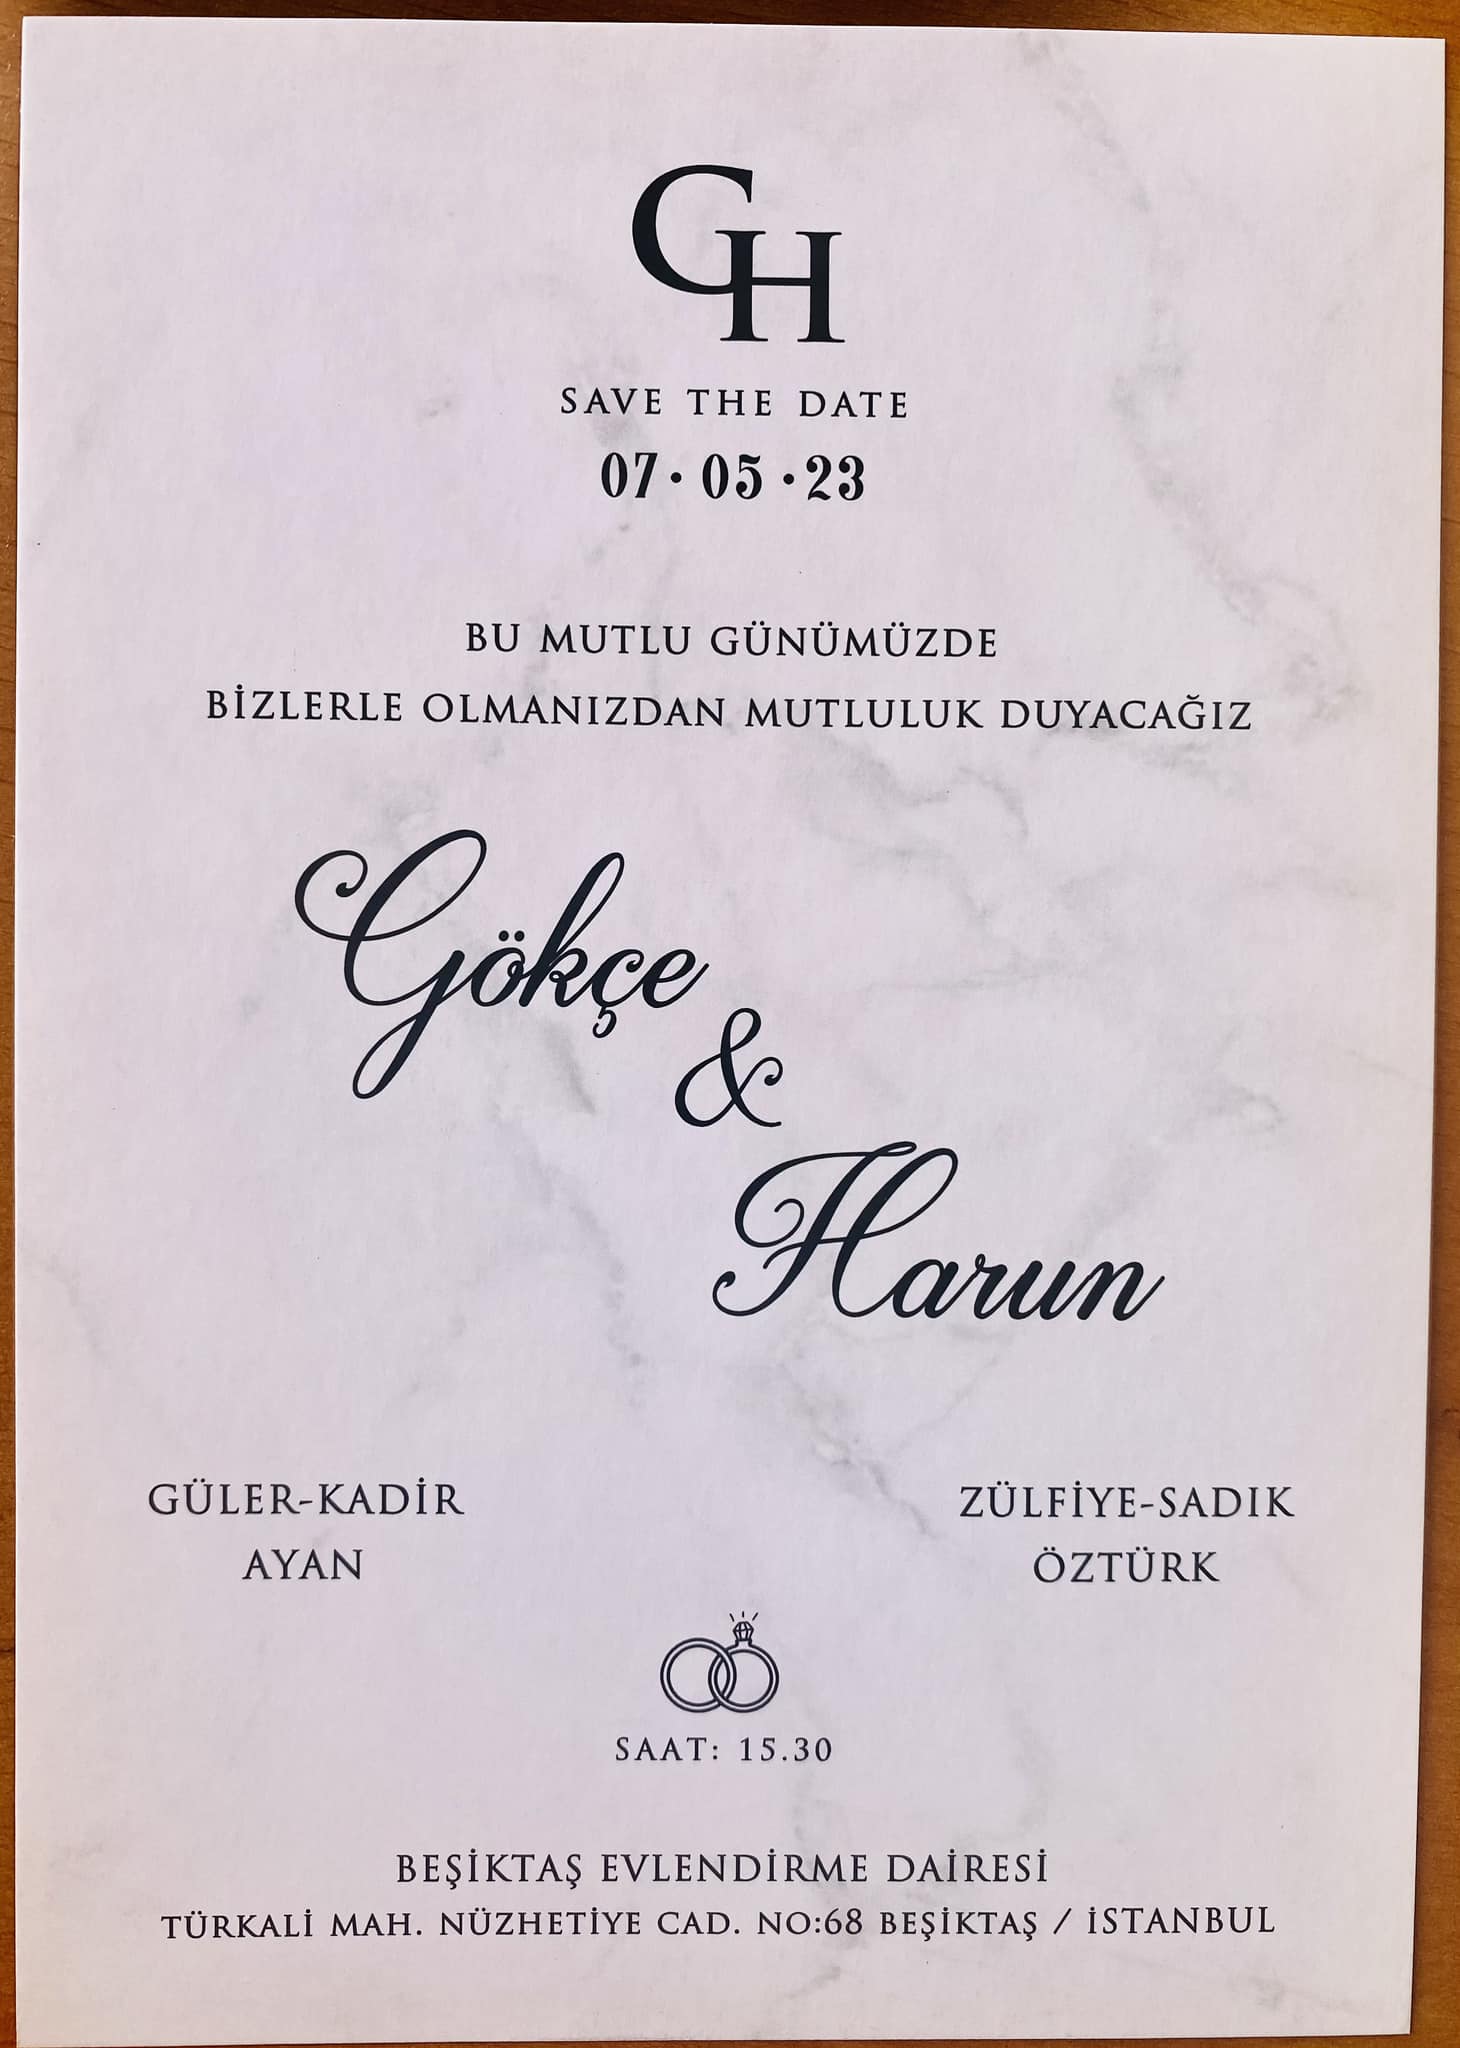 GH
SAVE THE DATE
07 · 05 · 23
BU MUTLU GÜNÜMÜZDE
BİZLERLE OLMANIZDAN MUTLULUK DUYACAĞIZ
Gökçe
&
Harun
GÜLER-KADİR
AYAN
ZÜLFİYE-SADIK
ÖZTÜRK
SAAT: 15.30
BEŞİKTAŞ EVLENDİRME DAİRESİ
TÜRKALİ MAH. NÜZHETİYE CAD. NO:68 BEŞİKTAŞ / İSTANBUL